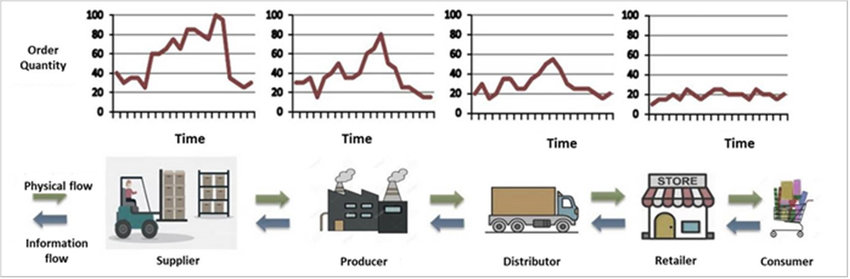 Order
Quantity
100
80
60
40
20
0
Time
100
80
60
40
20
0
Time
100
80
60
40
20
0
Time
100
80
60
40
20
0
Time
Physical flow
Information
flow
STORE
Supplier
Producer
Distributor
Retailer
Consumer